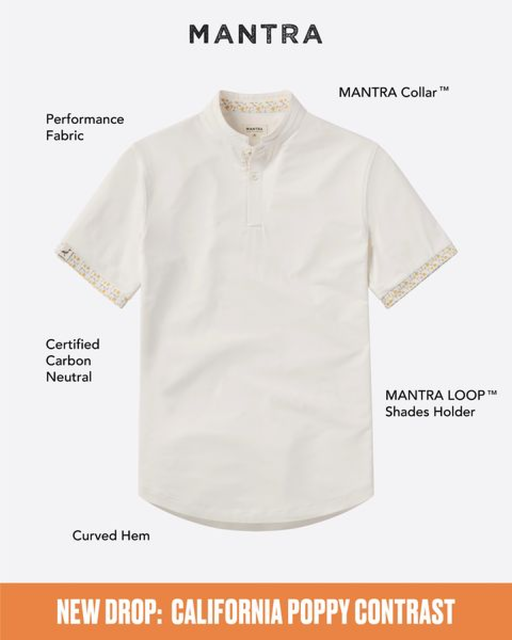 MANTRA
MANTRA Collar™
Performance
Fabric
MANTRA
Certified
Carbon
Neutral
MANTRA LOOP™
Shades Holder
Curved Hem
NEW DROP: CALIFORNIA POPPY CONTRAST